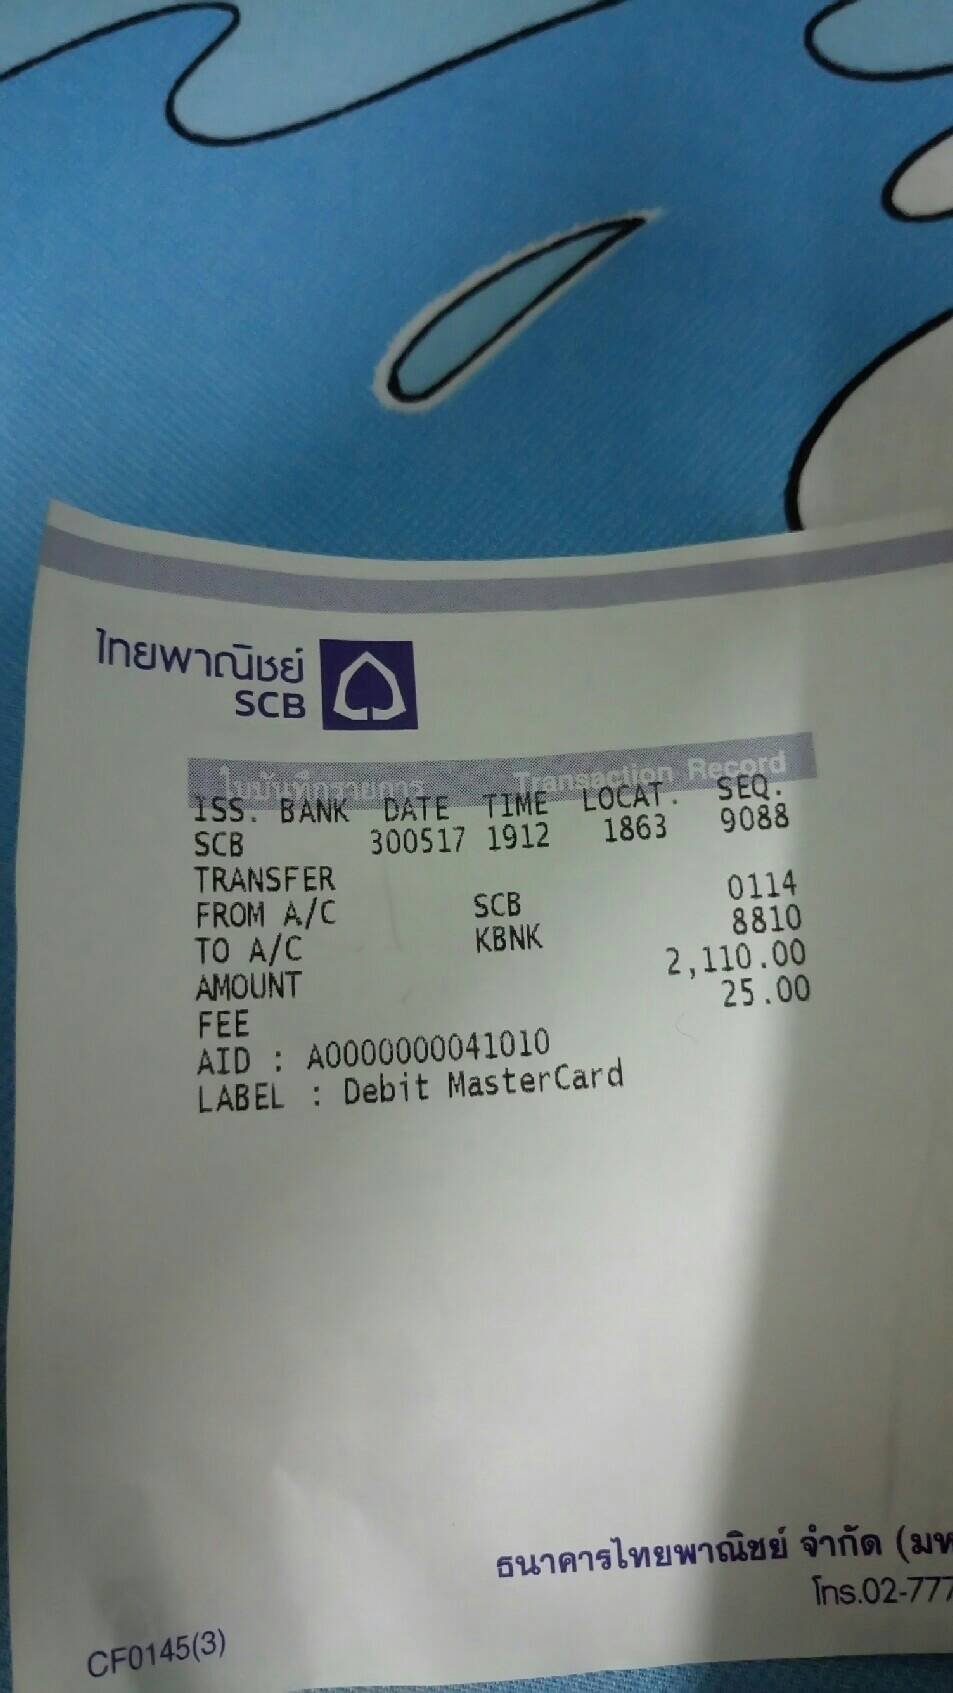 ไทยพาณิชย์
SCB
ใบบันทึกรายการ Transaction Record
ISS. BANK DATE TIME LOCAT. SEQ.
SCB 300517 1912 1863 9088
TRANSFER
FROM A/C SCB 0114
TO A/C KBNK 8810
AMOUNT 2,110.00
FEE 25.00
AID : A0000000041010
LABEL : Debit MasterCard
ธนาคารไทยพาณิชย์ จำกัด (มห
โทร.02-777
CF0145(3)